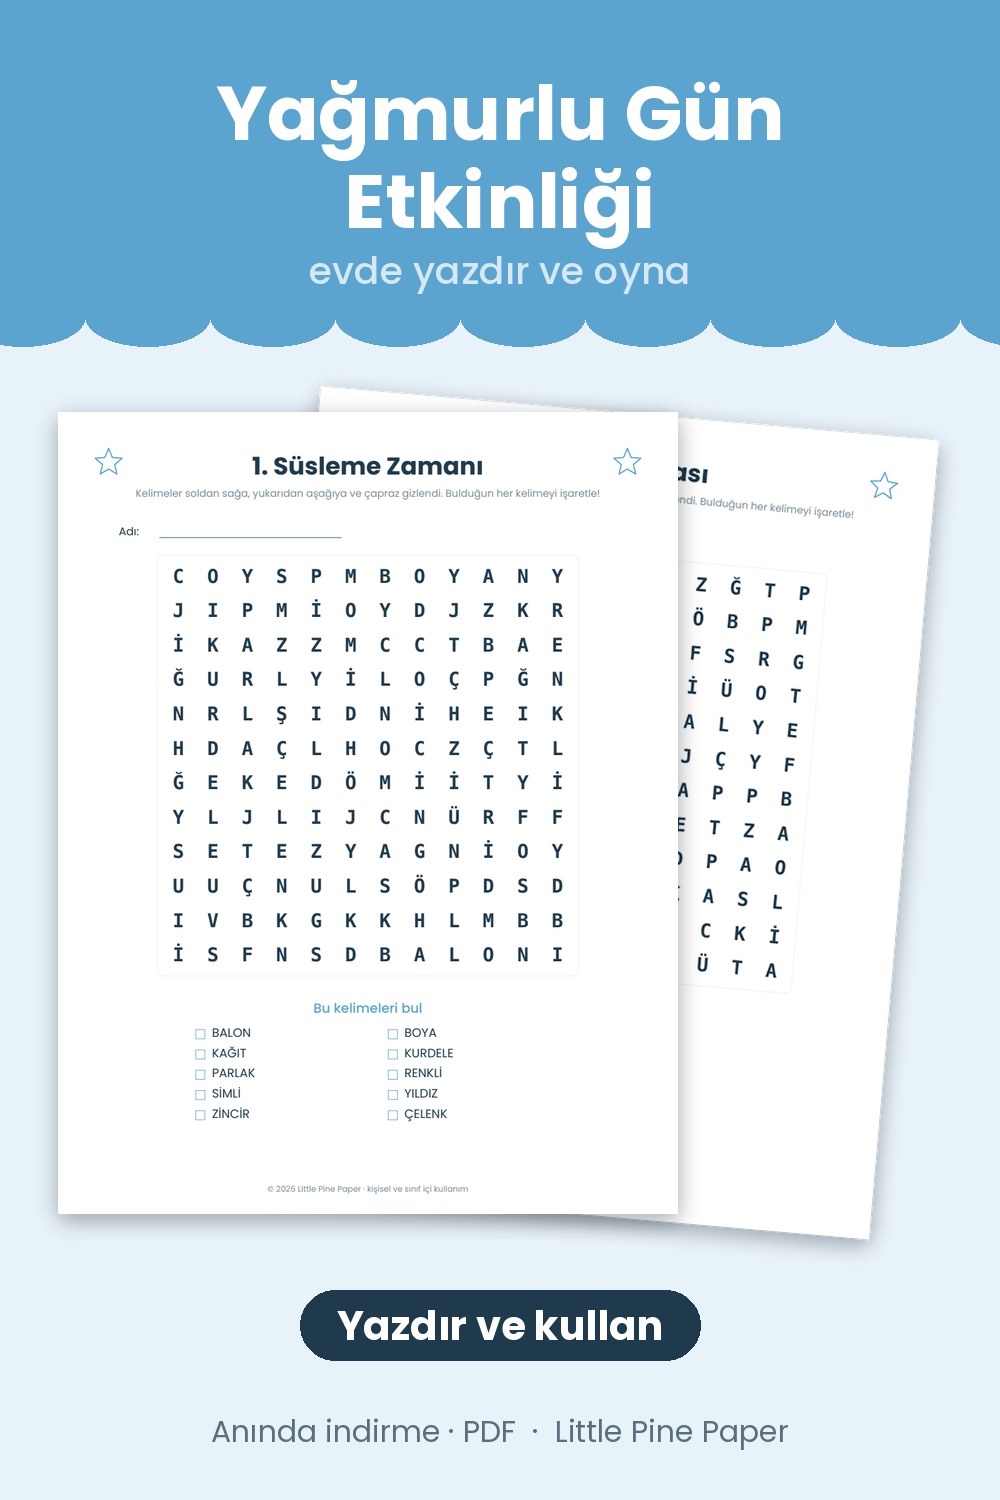 Yağmurlu Gün
Etkinliği
evde yazdır ve oyna
1. Süsleme Zamanı
Kelimeler soldan sağa, yukarıdan aşağıya ve çapraz gizlendi. Bulduğun her kelimeyi işaretle!
Adı:
C O Y S P M B O Y A N Y
J I P M İ O Y D J Z K R
İ K A Z Z M C C T B A E
Ğ U R L Y İ L O Ç P Ğ N
N R L Ş I D N İ H E I K
H D A Ç L H O C Z Ç T L
Ğ E K E D Ö M İ İ T Y İ
Y L J L I J C N Ü R F F
S E T E Z Y A G N İ O Y
U U Ç N U L S Ö P D S D
I V B K G K K H L M B B
İ S F N S D B A L O N I
Bu kelimeleri bul
BALON BOYA
KAĞIT KURDELE
PARLAK RENKLİ
SİMLİ YILDIZ
ZİNCİR ÇELENK
© 2026 Little Pine Paper · kişisel ve sınıf içi kullanım
ası
endi. Bulduğun her kelimeyi işaretle!
Z Ğ T P
Ö B P M
F S R G
İ Ü O T
A L Y E
J Ç Y F
A P P B
E T Z A
P A O
A S L
C K İ
Ü T A
Yazdır ve kullan
Anında indirme · PDF · Little Pine Paper